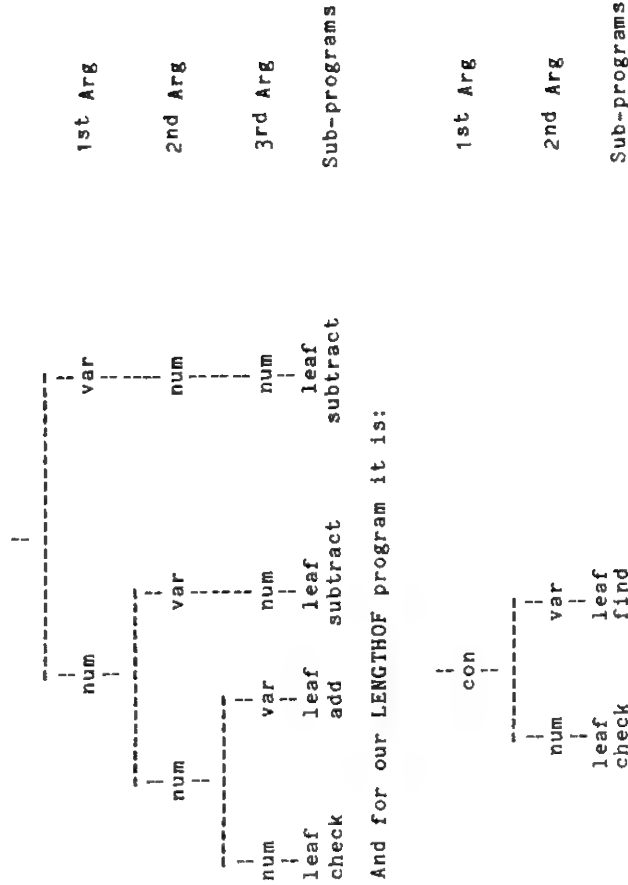 num var 1st Arg
num var num 2nd Arg
num var num num 3rd Arg
leaf leaf leaf leaf Sub-programs
check add subtract subtract
And for our LENGTHOF program it is:
con 1st Arg
num var 2nd Arg
leaf leaf Sub-programs
check find